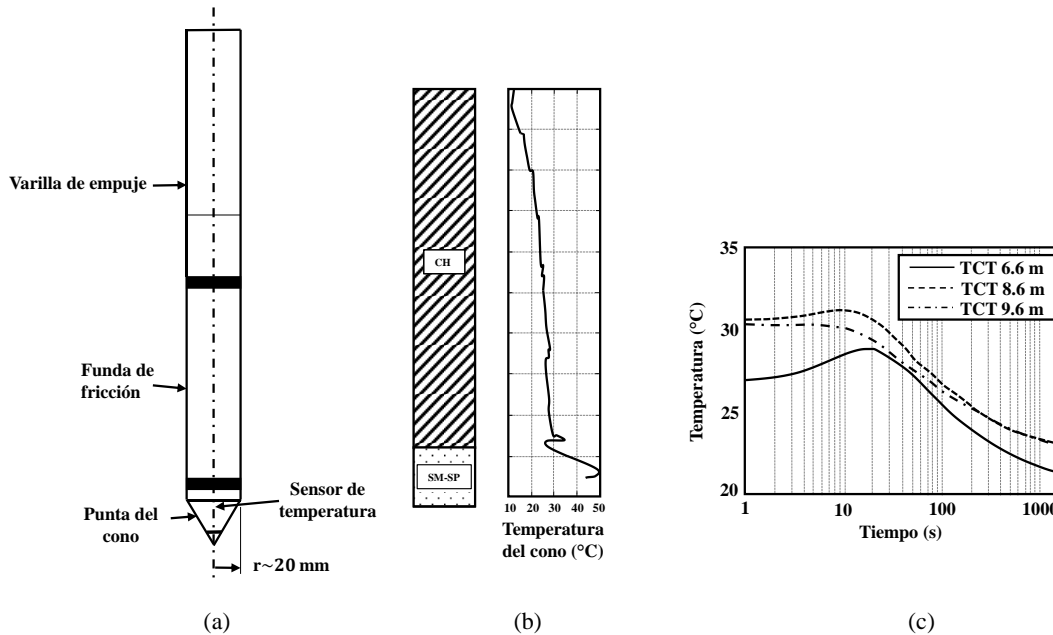 Varilla de empuje
Funda de
fricción
Punta del
cono
Sensor de
temperatura
r~20 mm
(a)
CH
SM-SP
10 20 30 40 50
Temperatura
del cono (°C)
(b)
35
30
25
20
Temperatura (°C)
TCT 6.6 m
TCT 8.6 m
TCT 9.6 m
1 10 100 1000
Tiempo (s)
(c)